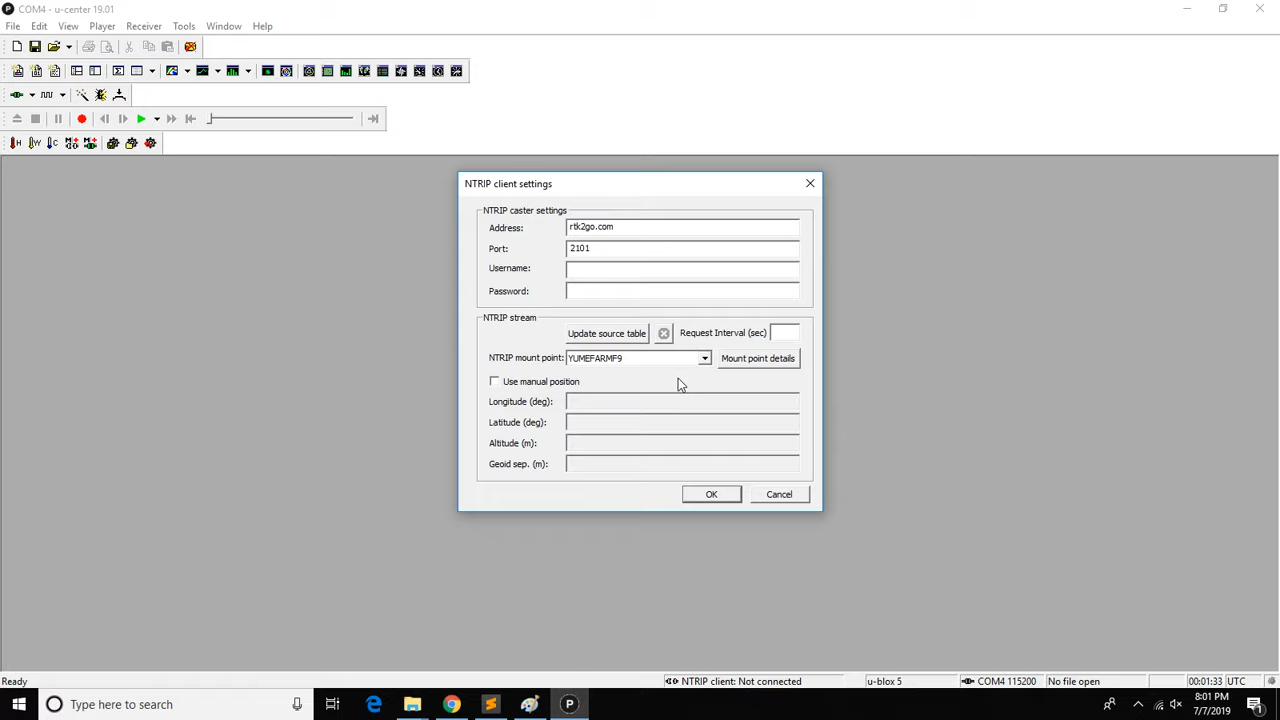 COM4 - u-center 19.01
File Edit View Player Receiver Tools Window Help
NTRIP client settings
NTRIP caster settings
Address: rtk2go.com
Port: 2101
Username:
Password:
NTRIP stream
Update source table Request Interval (sec)
NTRIP mount point: YUMEFARMF9 Mount point details
Use manual position
Longitude (deg):
Latitude (deg):
Altitude (m):
Geoid sep. (m):
OK Cancel
Ready NTRIP client: Not connected u-blox 5 COM4 115200 No file open 00:01:33 UTC
Type here to search
8:01 PM
7/7/2019